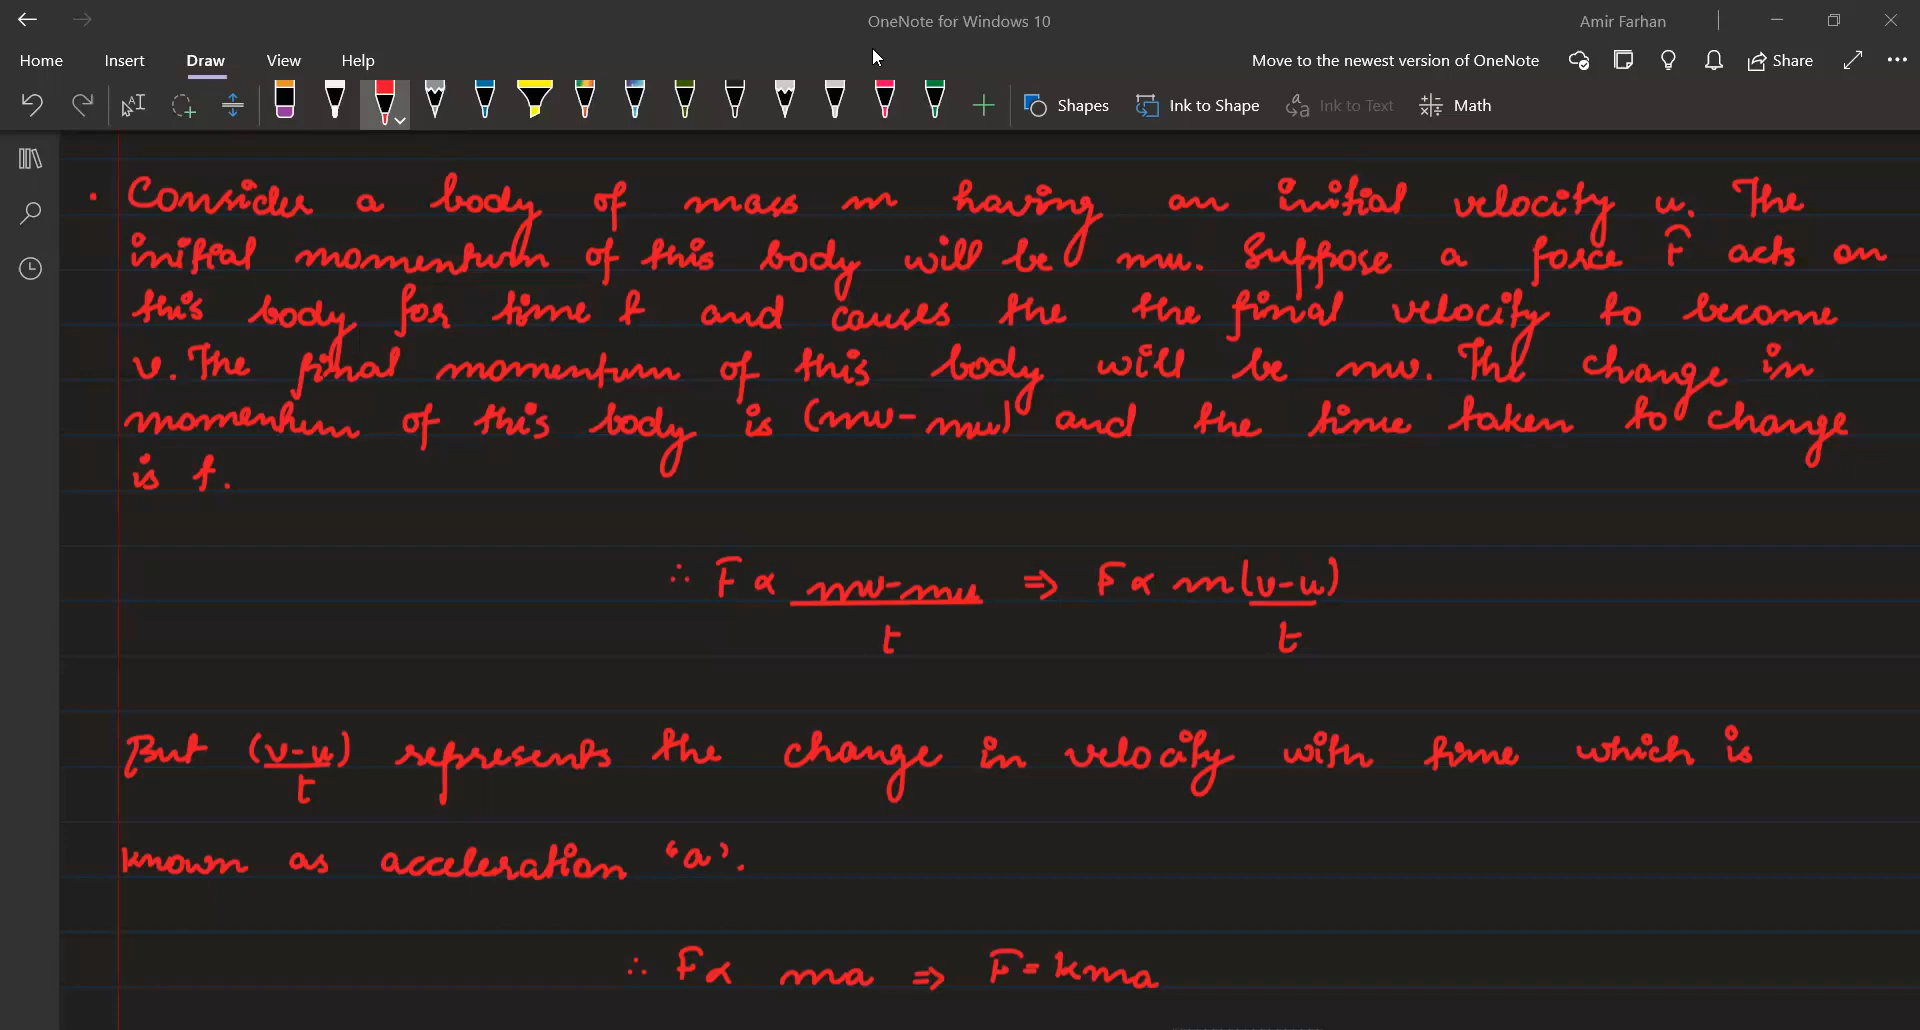 OneNote for Windows 10
Amir Farhan
Home Insert Draw View Help
Move to the newest version of OneNote
Share
Shapes Ink to Shape Ink to Text Math
• Consider a body of mass m having an initial velocity u. The
initial momentum of this body will be mu. Suppose a force F acts on
this body for time t and causes the the final velocity to become
v. The final momentum of this body will be mv. The change in
momentum of this body is (mv-mu) and the time taken to change
is t.
∴ F ∝ mv-mu/t ⇒ F ∝ m(v-u)/t
But (v-u)/t represents the change in velocity with time which is
known as acceleration 'a'.
∴ F ∝ ma ⇒ F = kma